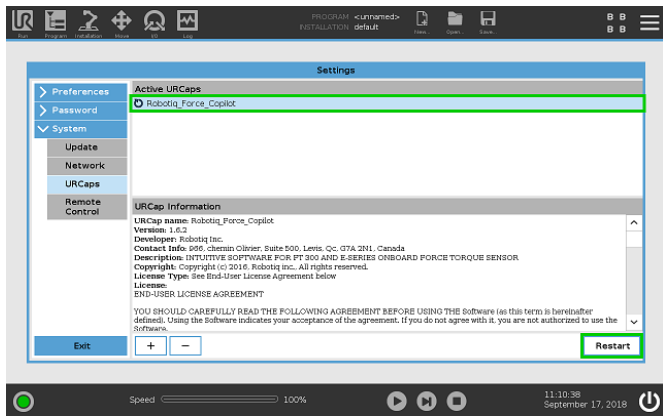 UR
PROGRAM <unnamed>
INSTALLATION default
Run Program Installation Move I/O Log
New... Open... Save...
B B
B B
Settings
Preferences
Password
System
Update
Network
URCaps
Remote
Control
Exit
Active URCaps
Robotiq_Force_Copilot
URCap Information
URCap name: Robotiq_Force_Copilot
Version: 1.6.2
Developer: Robotiq Inc.
Contact Info: 966, chemin Olivier, Suite 500, Levis, Qc, G7A 2N1, Canada
Description: INTUITIVE SOFTWARE FOR FT 300 AND E-SERIES ONBOARD FORCE TORQUE SENSOR
Copyright: Copyright (c) 2016, Robotiq inc., All rights reserved.
License Type: See End-User License Agreement below
License:
END-USER LICENSE AGREEMENT
YOU SHOULD CAREFULLY READ THE FOLLOWING AGREEMENT BEFORE USING THE Software (as this term is hereinafter
defined). Using the Software indicates your acceptance of the agreement. If you do not agree with it, you are not authorized to use the
Software.
+ −
Restart
Speed 100%
11:10:38
September 17, 2018